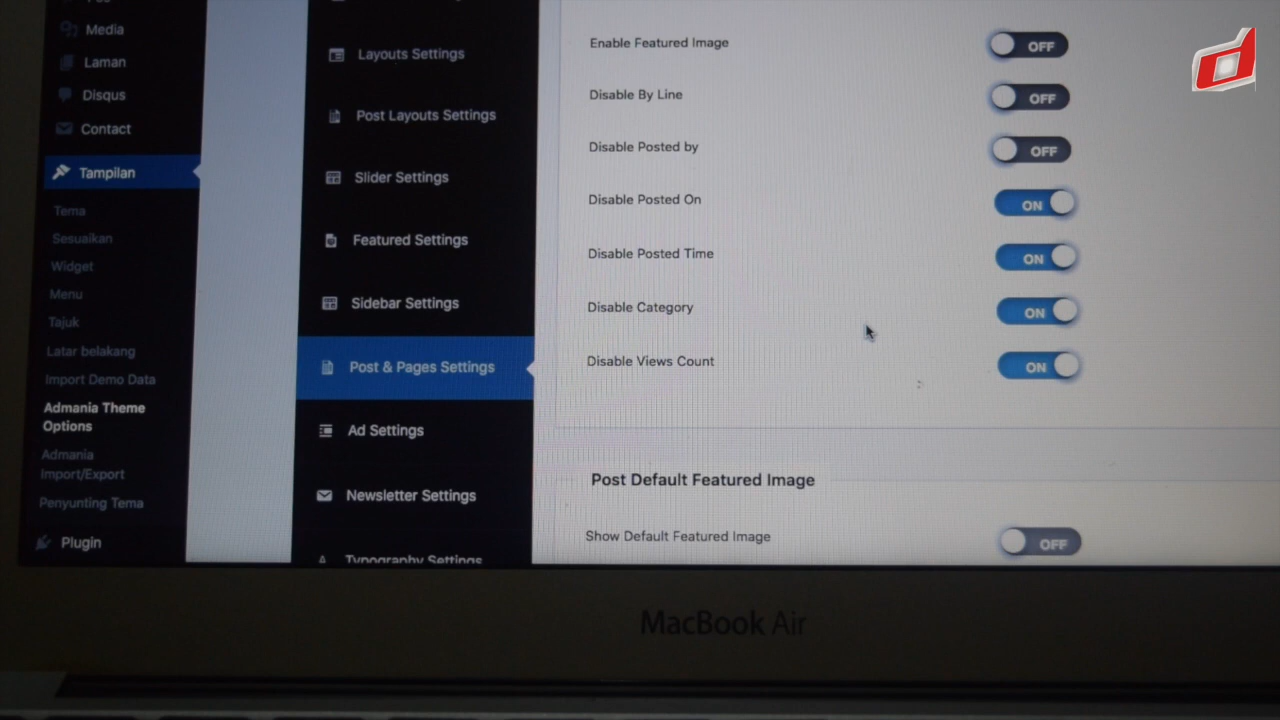 Media
Laman
Disqus
Contact
Tampilan
Tema
Sesuaikan
Widget
Menu
Tajuk
Latar belakang
Import Demo Data
Admania Theme
Options
Admania
Import/Export
Penyunting Tema
Plugin
Layouts Settings
Post Layouts Settings
Slider Settings
Featured Settings
Sidebar Settings
Post & Pages Settings
Ad Settings
Newsletter Settings
Typography Settings
Enable Featured Image OFF
Disable By Line OFF
Disable Posted by OFF
Disable Posted On ON
Disable Posted Time ON
Disable Category ON
Disable Views Count ON
Post Default Featured Image
Show Default Featured Image OFF
MacBook Air